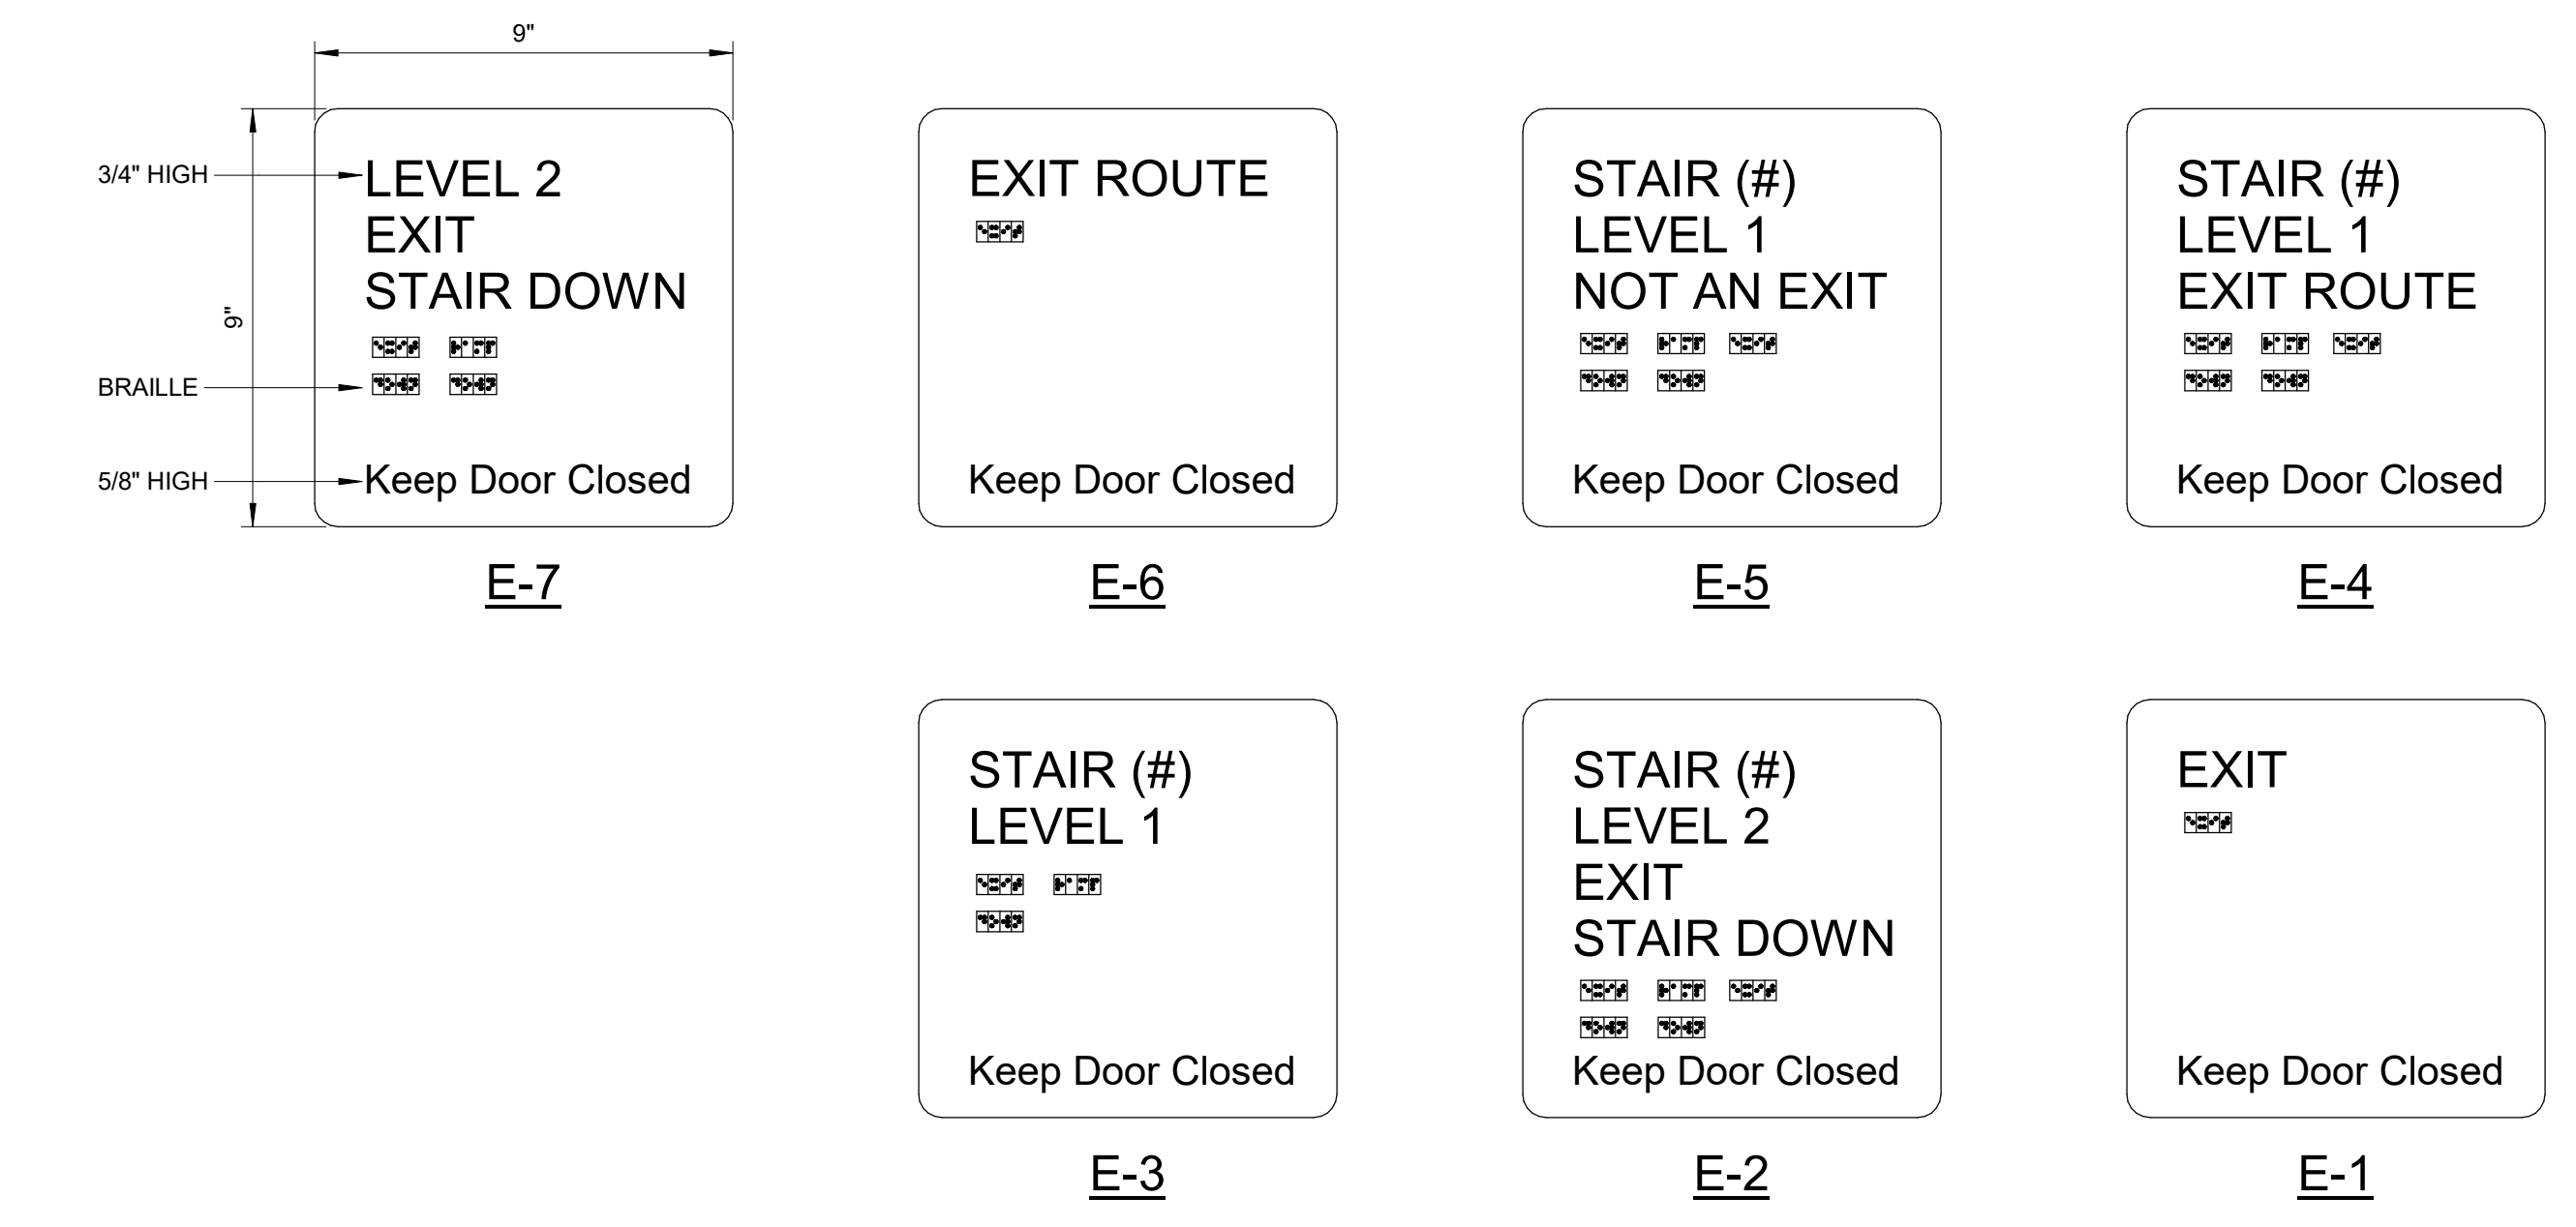 9"
9"
3/4" HIGH
BRAILLE
5/8" HIGH
LEVEL 2
EXIT
STAIR DOWN
Keep Door Closed
E-7
EXIT ROUTE
Keep Door Closed
E-6
STAIR (#)
LEVEL 1
NOT AN EXIT
Keep Door Closed
E-5
STAIR (#)
LEVEL 1
EXIT ROUTE
Keep Door Closed
E-4
STAIR (#)
LEVEL 1
Keep Door Closed
E-3
STAIR (#)
LEVEL 2
EXIT
STAIR DOWN
Keep Door Closed
E-2
EXIT
Keep Door Closed
E-1